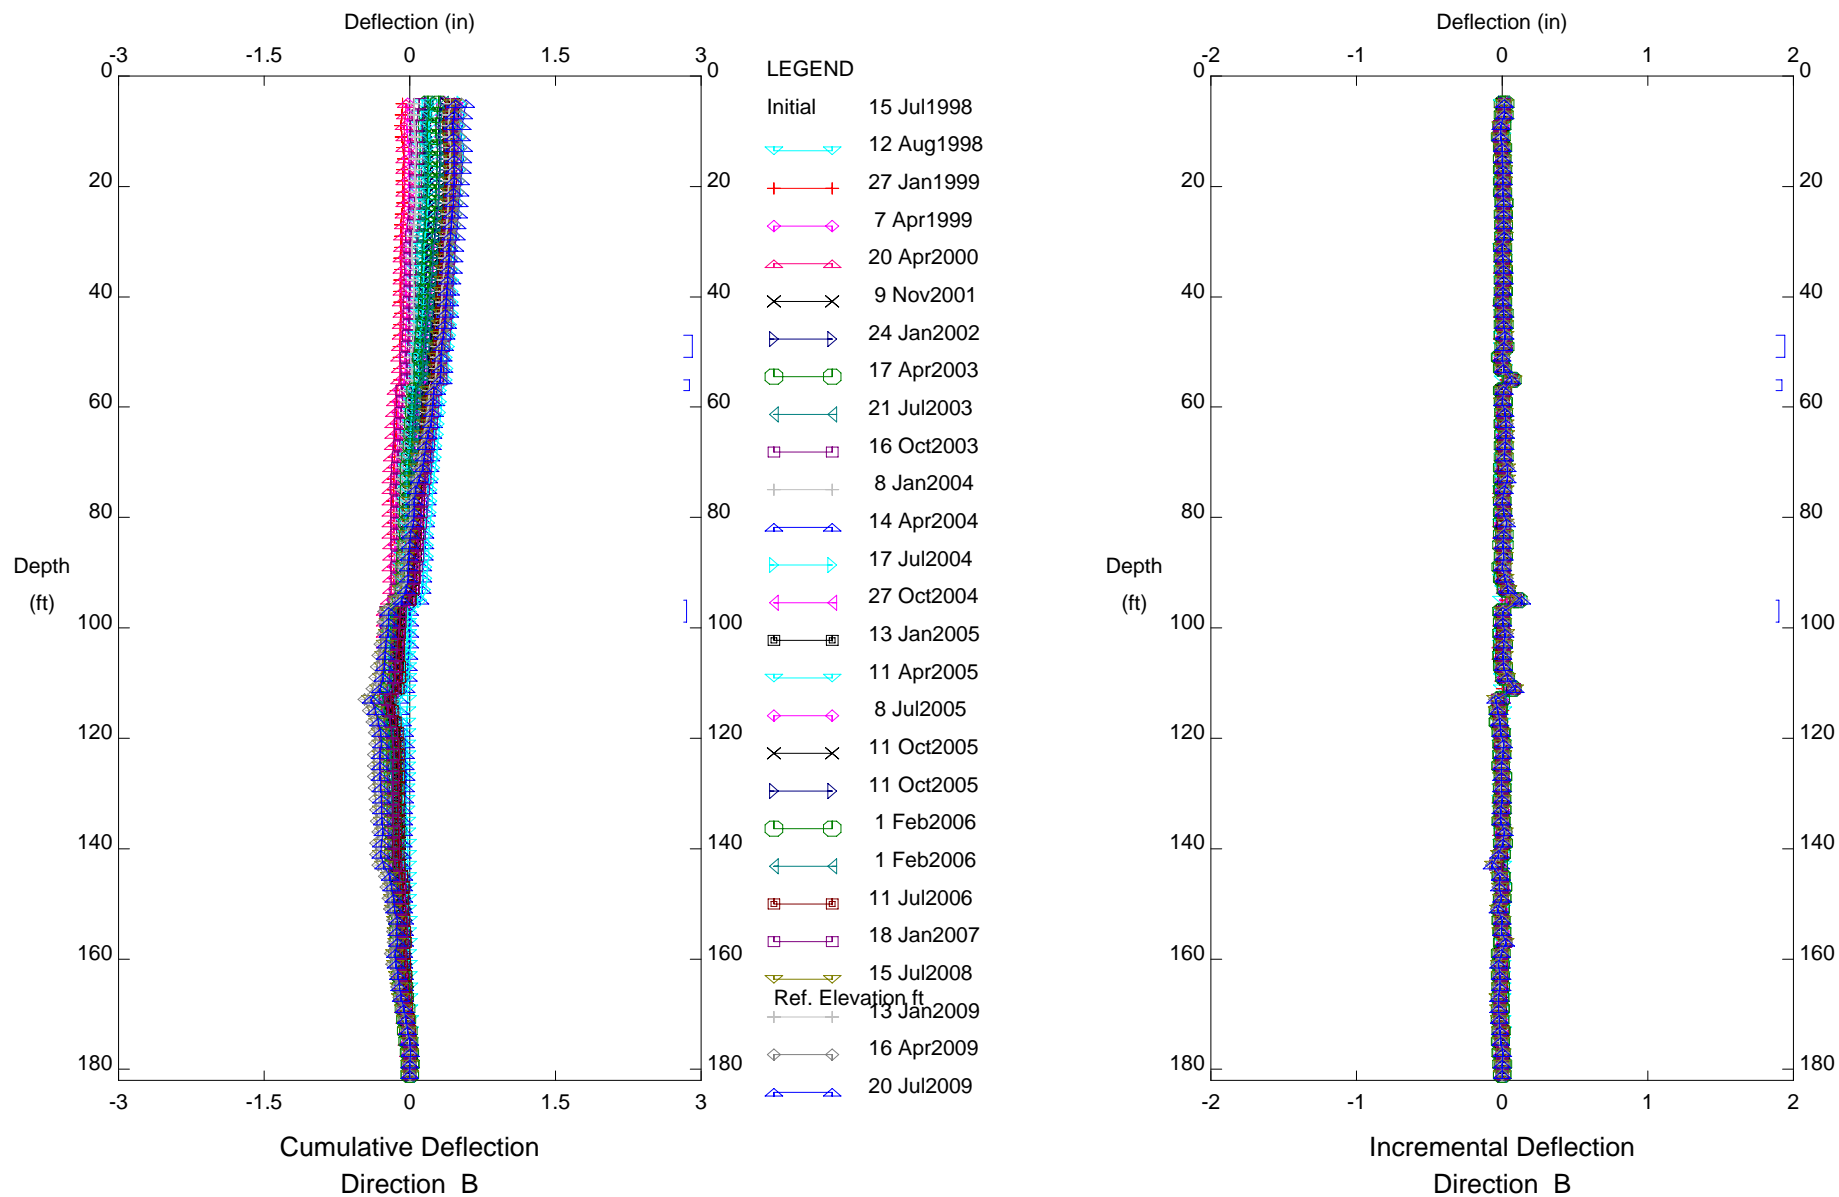 Deflection (in)
-3 -1.5 0 1.5 3
0 0
20 20
40 40
60 60
80 80
Depth
(ft)
100 100
120 120
140 140
160 160
180 180
-3 -1.5 0 1.5 3
Cumulative Deflection
Direction B
LEGEND
Initial 15 Jul1998
12 Aug1998
27 Jan1999
7 Apr1999
20 Apr2000
9 Nov2001
24 Jan2002
17 Apr2003
21 Jul2003
16 Oct2003
8 Jan2004
14 Apr2004
17 Jul2004
27 Oct2004
13 Jan2005
11 Apr2005
8 Jul2005
11 Oct2005
11 Oct2005
1 Feb2006
1 Feb2006
11 Jul2006
18 Jan2007
15 Jul2008
Ref. Elevation ft
13 Jan2009
16 Apr2009
20 Jul2009
Deflection (in)
-2 -1 0 1 2
0 0
20 20
40 40
60 60
80 80
Depth
(ft)
100 100
120 120
140 140
160 160
180 180
-2 -1 0 1 2
Incremental Deflection
Direction B